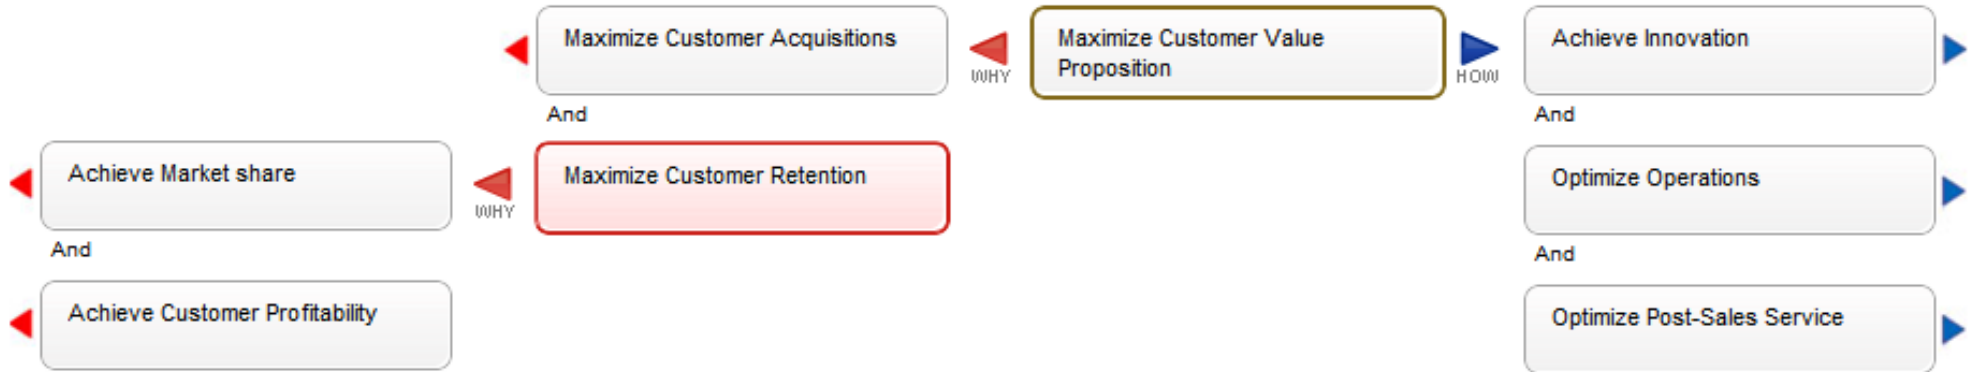 Maximize Customer Acquisitions
WHY
Maximize Customer Value
Proposition
HOW
Achieve Innovation
And
And
Achieve Market share
WHY
Maximize Customer Retention
Optimize Operations
And
And
Achieve Customer Profitability
Optimize Post-Sales Service